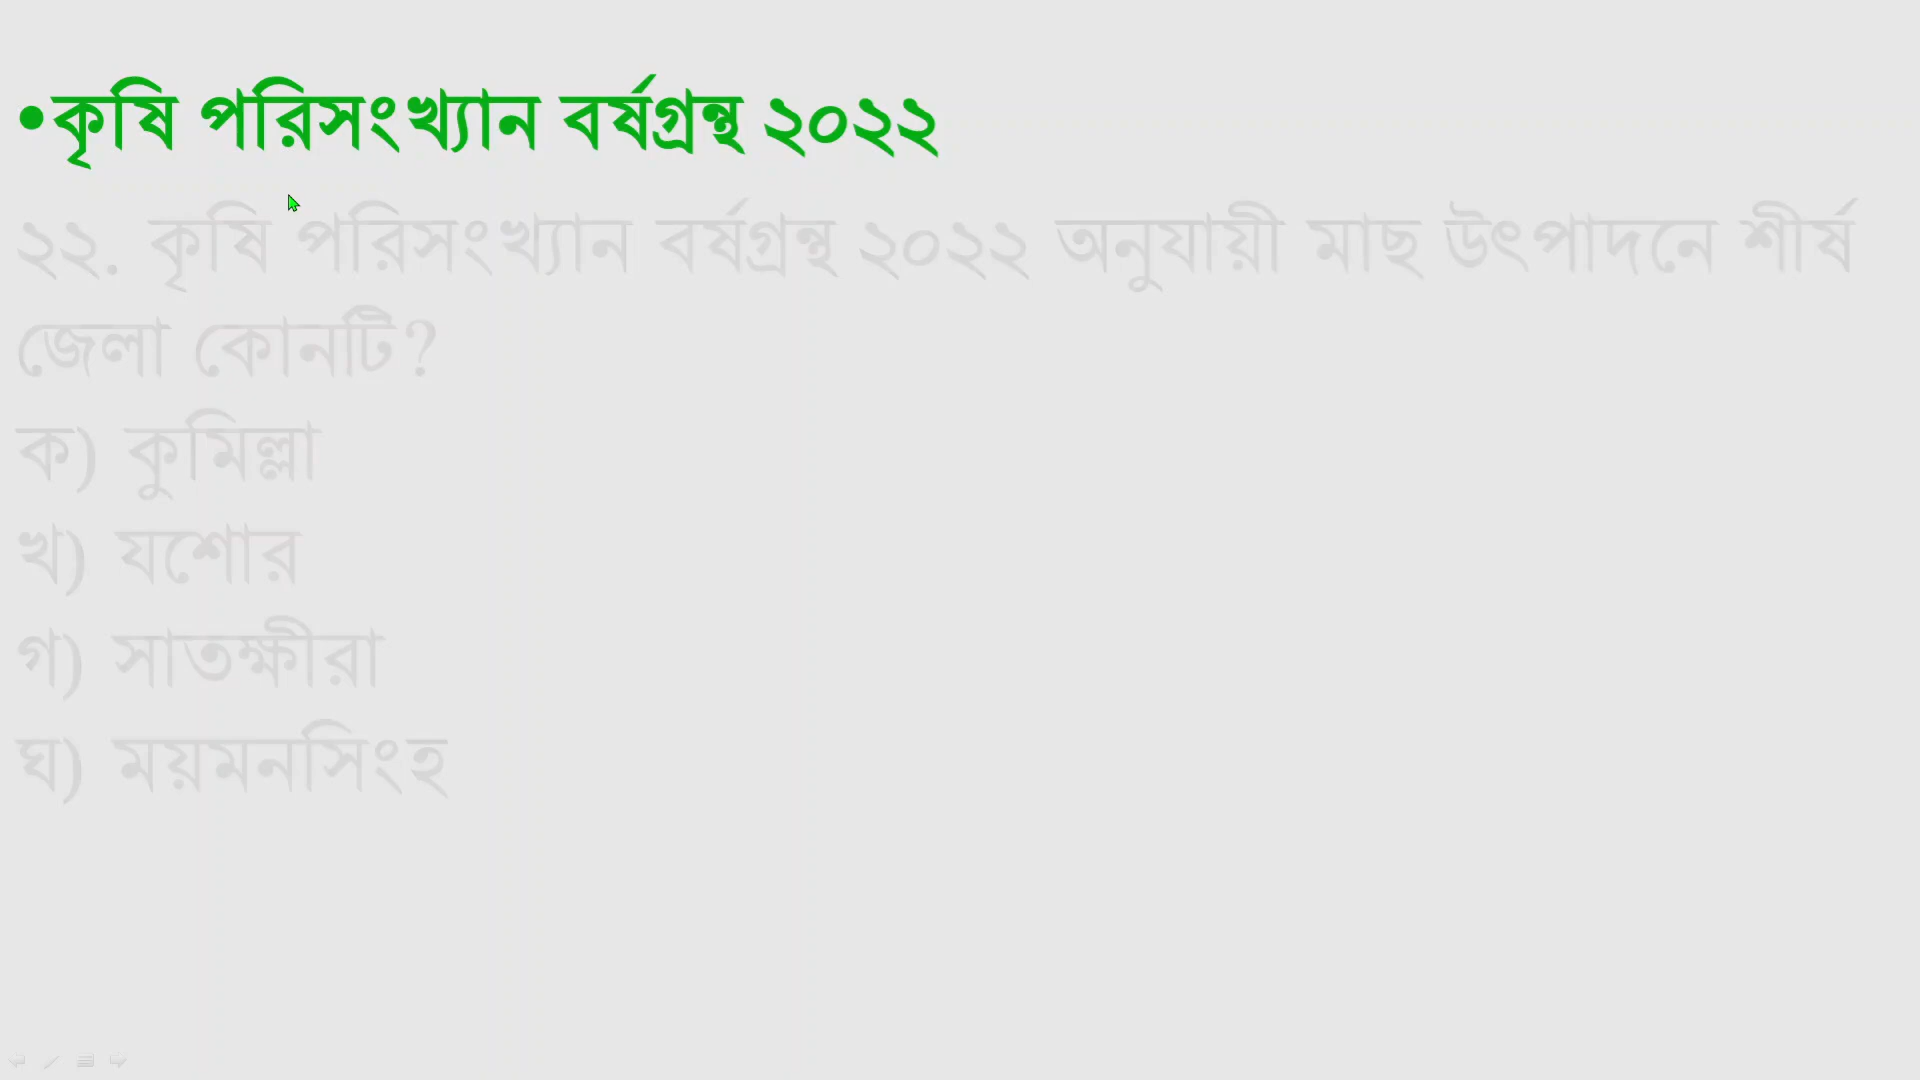 •কৃষি পরিসংখ্যান বর্ষগ্রন্থ ২০২২
২২. কৃষি পরিসংখ্যান বর্ষগ্রন্থ ২০২২ অনুযায়ী মাছ উৎপাদনে শীর্ষ
জেলা কোনটি?
ক) কুমিল্লা
খ) যশোর
গ) সাতক্ষীরা
ঘ) ময়মনসিংহ